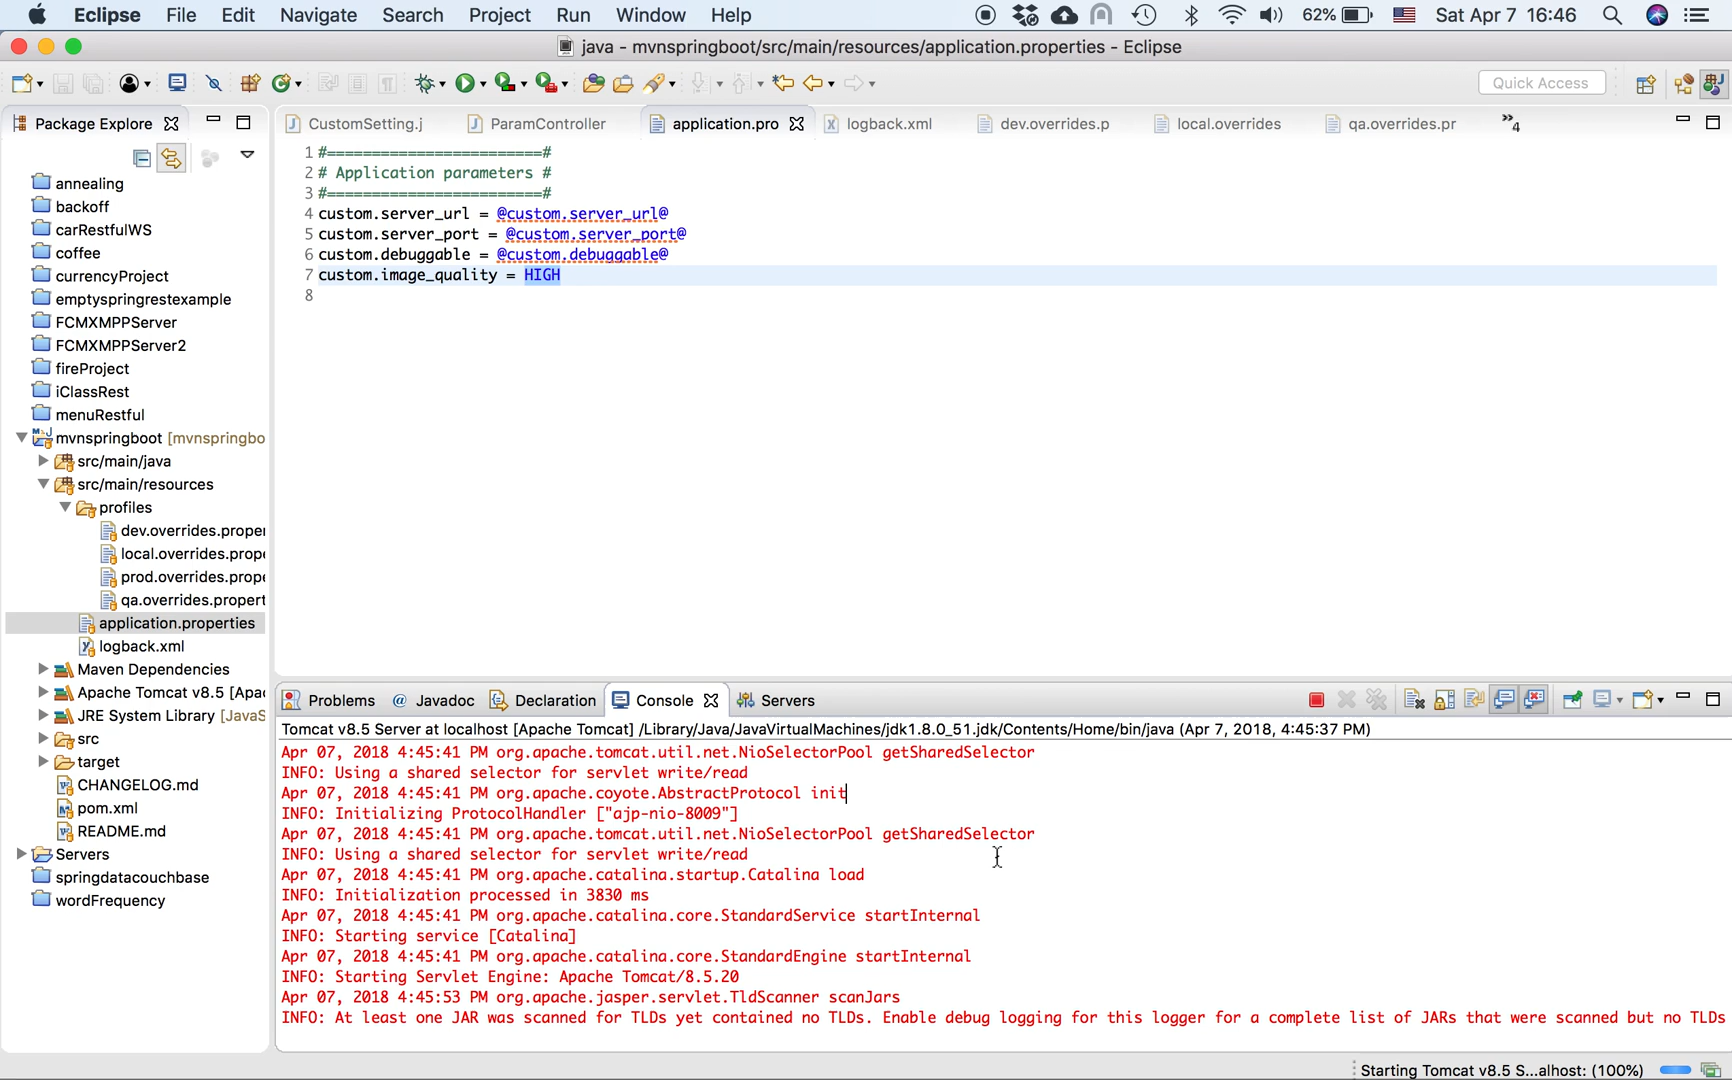 Eclipse File Edit Navigate Search Project Run Window Help 62% Sat Apr 7 16:46
java - mvnspringboot/src/main/resources/application.properties - Eclipse
Quick Access
Package Explorer
CustomSetting.j ParamController application.pro logback.xml dev.overrides.p local.overrides qa.overrides.pr »4
annealing
backoff
carRestfulWS
coffee
currencyProject
emptyspringrestexample
FCMXMPPServer
FCMXMPPServer2
fireProject
iClassRest
menuRestful
mvnspringboot [mvnspringbo
src/main/java
src/main/resources
profiles
dev.overrides.proper
local.overrides.prope
prod.overrides.prope
qa.overrides.propert
application.properties
logback.xml
Maven Dependencies
Apache Tomcat v8.5 [Apac
JRE System Library [JavaS
src
target
CHANGELOG.md
pom.xml
README.md
Servers
springdatacouchbase
wordFrequency
1 #========================#
2 # Application parameters #
3 #========================#
4 custom.server_url = @custom.server_url@
5 custom.server_port = @custom.server_port@
6 custom.debuggable = @custom.debuggable@
7 custom.image_quality = HIGH
8
Problems @ Javadoc Declaration Console Servers
Tomcat v8.5 Server at localhost [Apache Tomcat] /Library/Java/JavaVirtualMachines/jdk1.8.0_51.jdk/Contents/Home/bin/java (Apr 7, 2018, 4:45:37 PM)
Apr 07, 2018 4:45:41 PM org.apache.tomcat.util.net.NioSelectorPool getSharedSelector
INFO: Using a shared selector for servlet write/read
Apr 07, 2018 4:45:41 PM org.apache.coyote.AbstractProtocol init
INFO: Initializing ProtocolHandler ["ajp-nio-8009"]
Apr 07, 2018 4:45:41 PM org.apache.tomcat.util.net.NioSelectorPool getSharedSelector
INFO: Using a shared selector for servlet write/read
Apr 07, 2018 4:45:41 PM org.apache.catalina.startup.Catalina load
INFO: Initialization processed in 3830 ms
Apr 07, 2018 4:45:41 PM org.apache.catalina.core.StandardService startInternal
INFO: Starting service [Catalina]
Apr 07, 2018 4:45:41 PM org.apache.catalina.core.StandardEngine startInternal
INFO: Starting Servlet Engine: Apache Tomcat/8.5.20
Apr 07, 2018 4:45:53 PM org.apache.jasper.servlet.TldScanner scanJars
INFO: At least one JAR was scanned for TLDs yet contained no TLDs. Enable debug logging for this logger for a complete list of JARs that were scanned but no TLDs
Starting Tomcat v8.5 S...alhost: (100%)